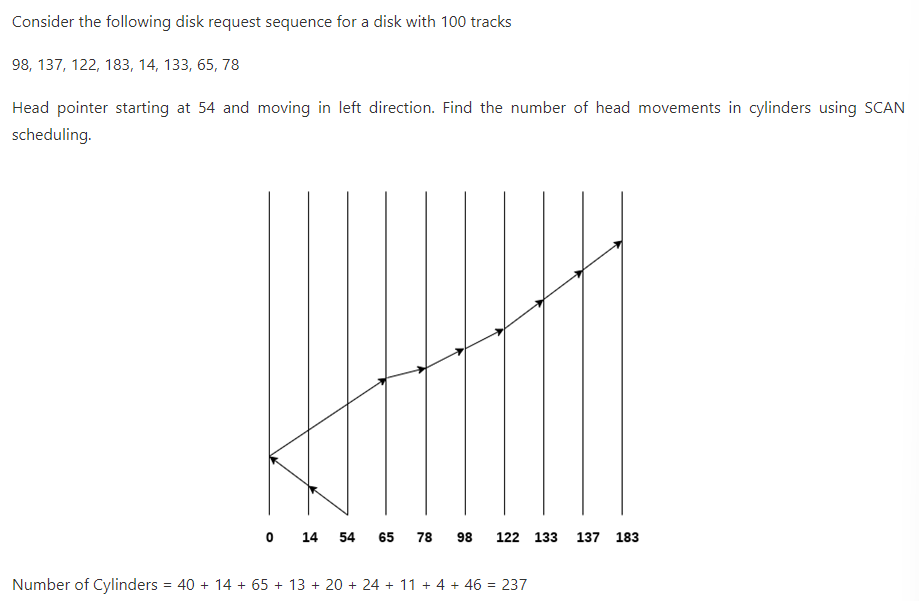 Consider the following disk request sequence for a disk with 100 tracks
98, 137, 122, 183, 14, 133, 65, 78
Head pointer starting at 54 and moving in left direction. Find the number of head movements in cylinders using SCAN
scheduling.
0 14 54 65 78 98 122 133 137 183
Number of Cylinders = 40 + 14 + 65 + 13 + 20 + 24 + 11 + 4 + 46 = 237